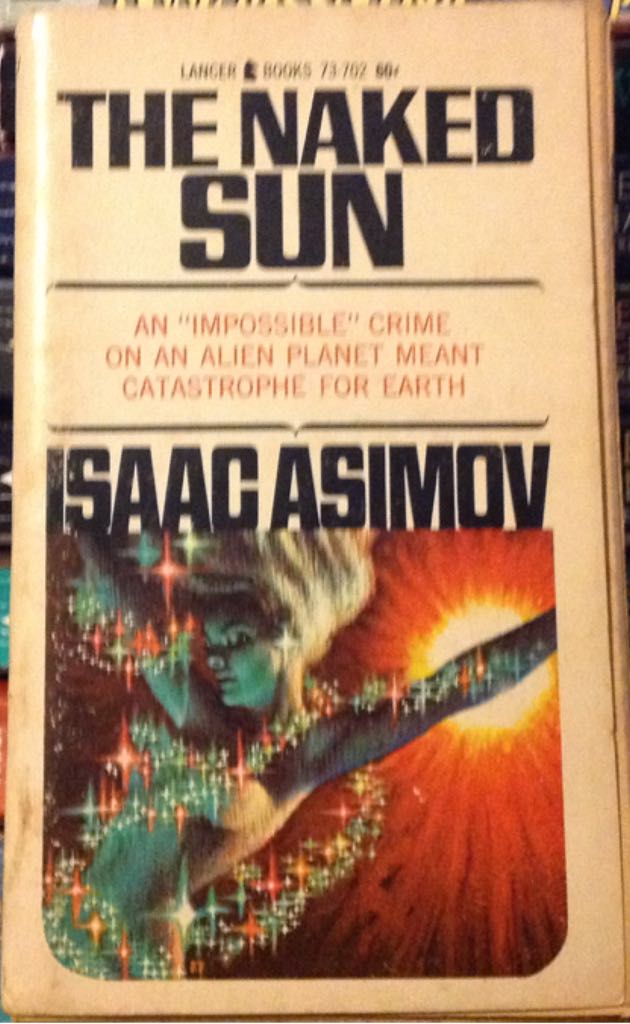 LANCER BOOKS 73-702 60¢
THE NAKED
SUN
AN "IMPOSSIBLE" CRIME
ON AN ALIEN PLANET MEANT
CATASTROPHE FOR EARTH
ISAAC ASIMOV